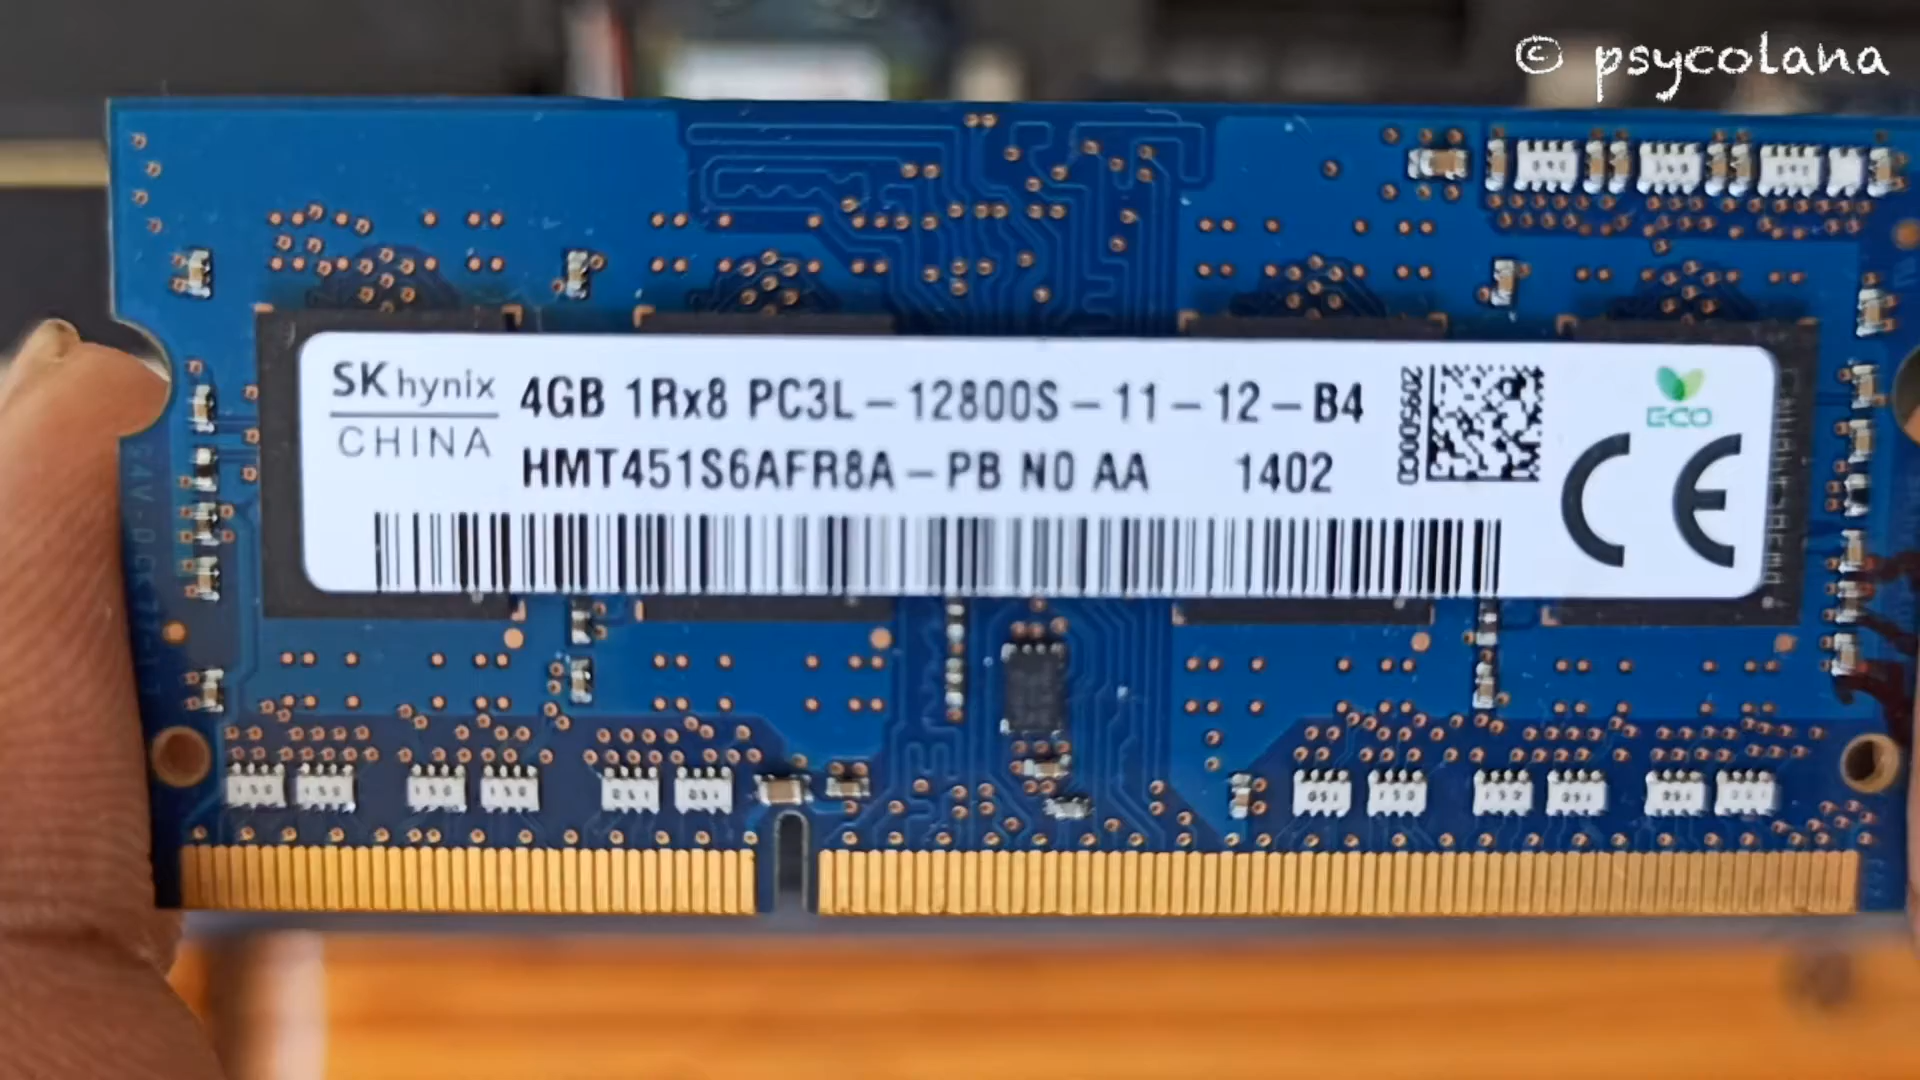 © psycolana
SK hynix
CHINA
4GB 1Rx8 PC3L-12800S-11-12-B4
HMT451S6AFR8A-PB N0 AA 1402
ECO
CE